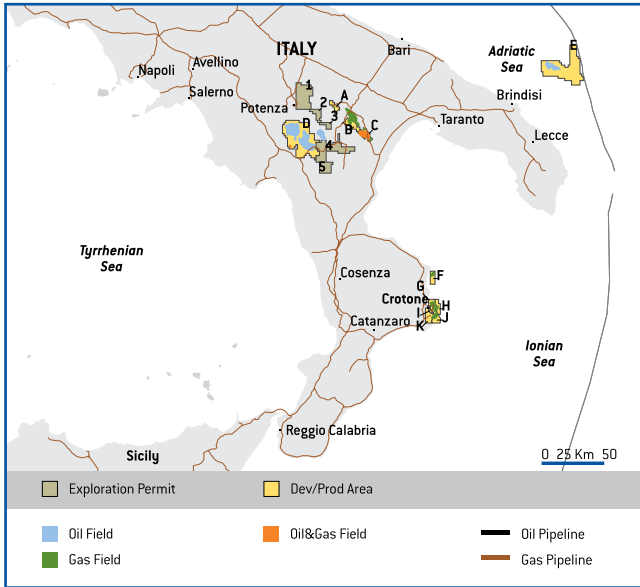 ITALY
Bari
Adriatic
Sea
E
Napoli
Avellino
Salerno
Potenza
1
2
A
3
B
C
D
4
5
Brindisi
Taranto
Lecce
Tyrrhenian
Sea
Cosenza
F
G
Crotone
H
I
J
K
Catanzaro
Ionian
Sea
Reggio Calabria
Sicily
0 25 Km 50
Exploration Permit
Dev/Prod Area
Oil Field
Oil&Gas Field
Oil Pipeline
Gas Field
Gas Pipeline